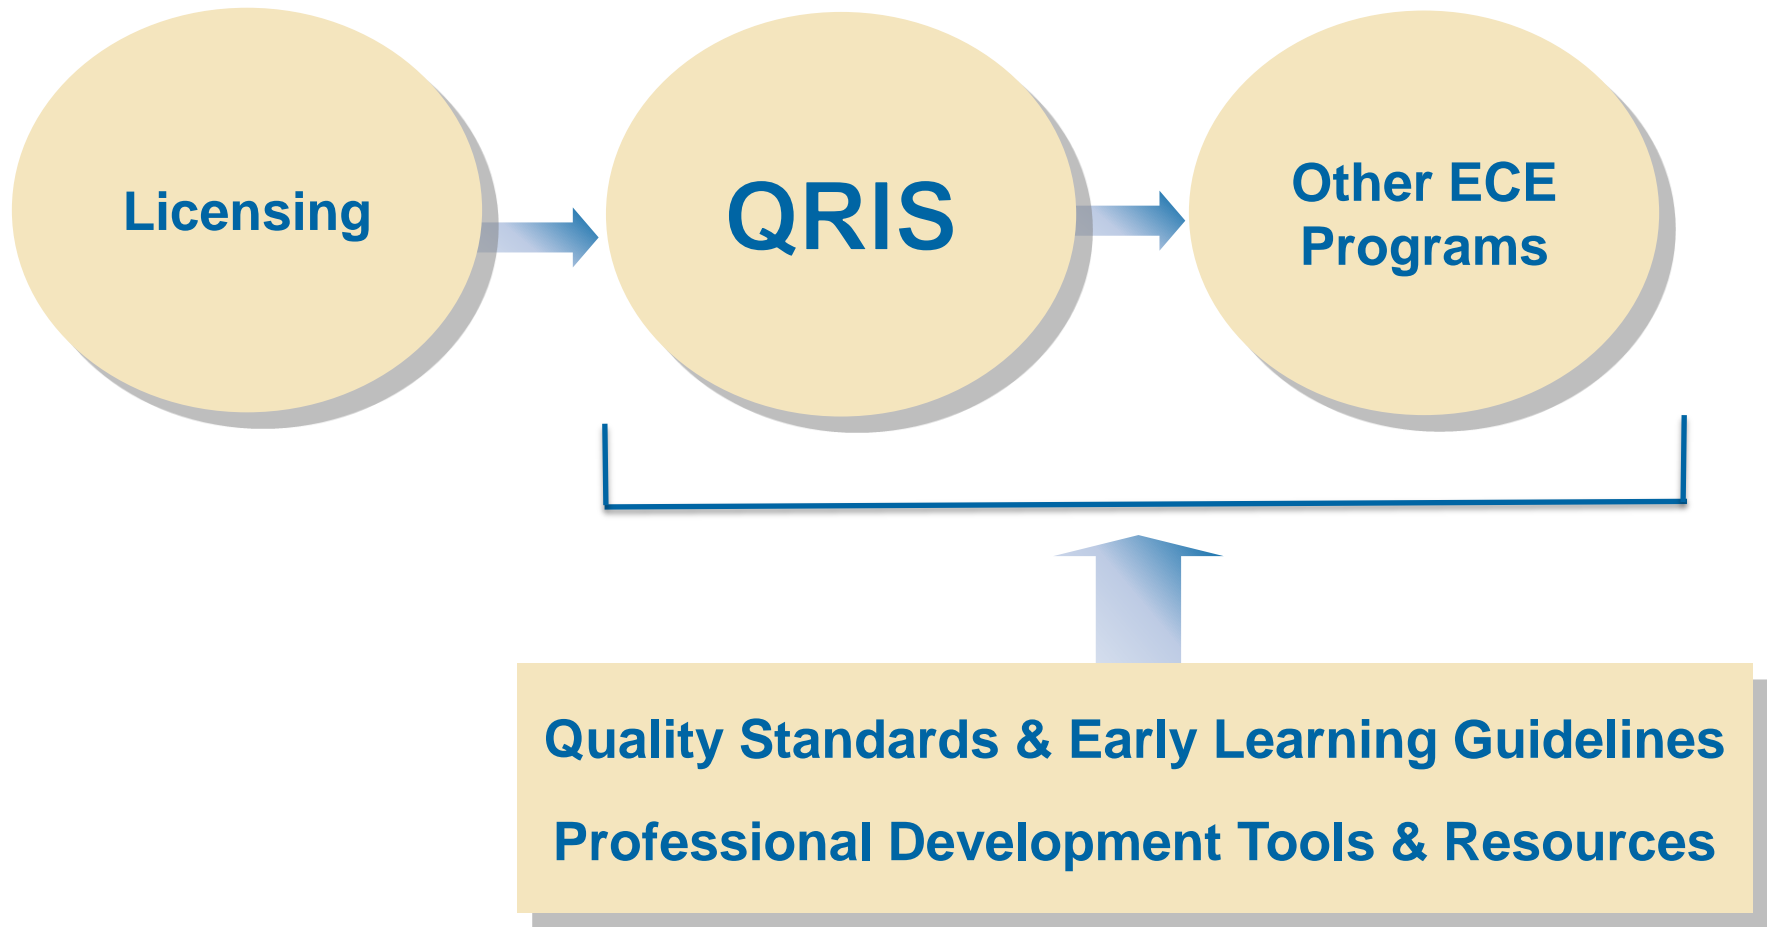 Licensing
QRIS
Other ECE
Programs
Quality Standards & Early Learning Guidelines
Professional Development Tools & Resources